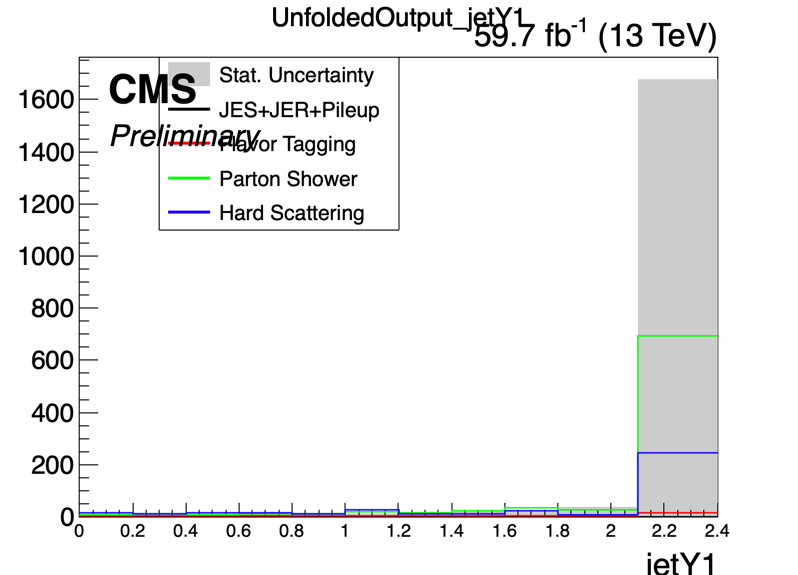 UnfoldedOutput_jetY1
59.7 fb⁻¹ (13 TeV)
CMS
Preliminary
Stat. Uncertainty
JES+JER+Pileup
Flavor Tagging
Parton Shower
Hard Scattering
1600
1400
1200
1000
800
600
400
200
0
0 0.2 0.4 0.6 0.8 1 1.2 1.4 1.6 1.8 2 2.2 2.4
jetY1